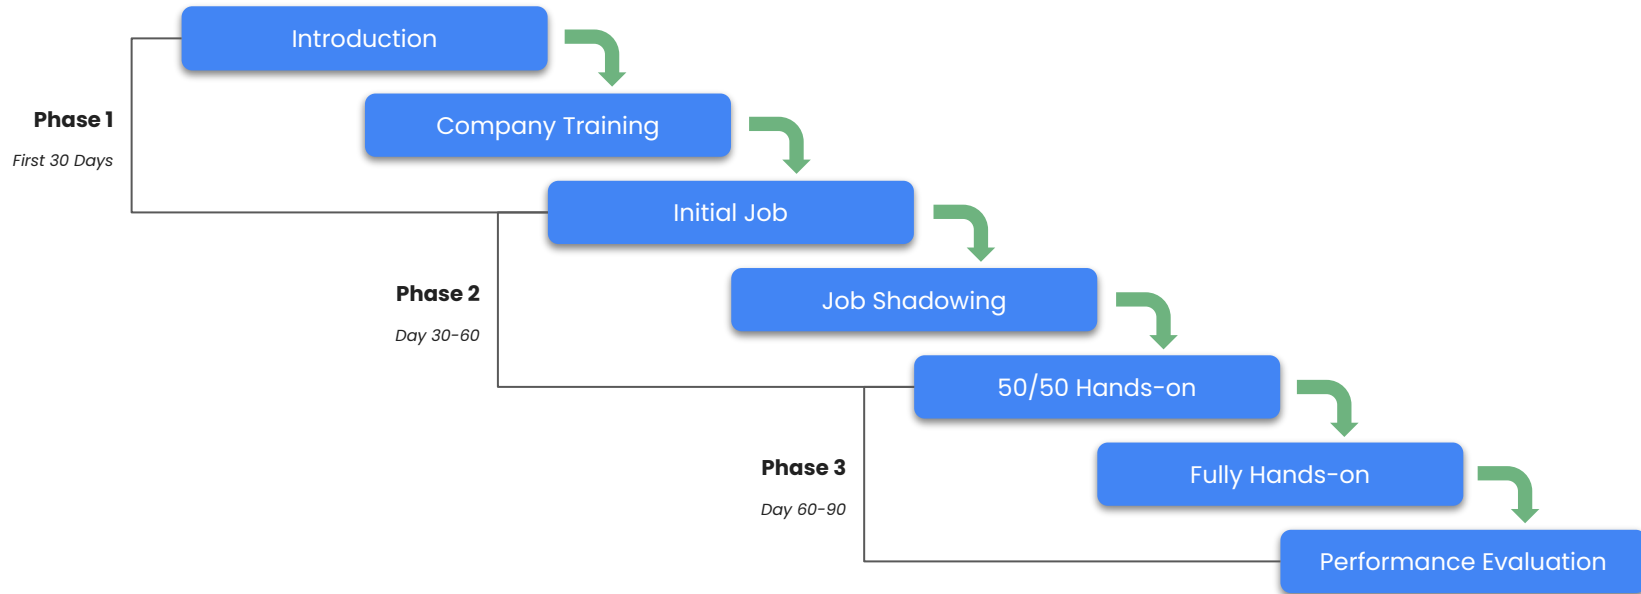 Introduction
Company Training
Phase 1
First 30 Days
Initial Job
Job Shadowing
Phase 2
Day 30-60
50/50 Hands-on
Fully Hands-on
Phase 3
Day 60-90
Performance Evaluation